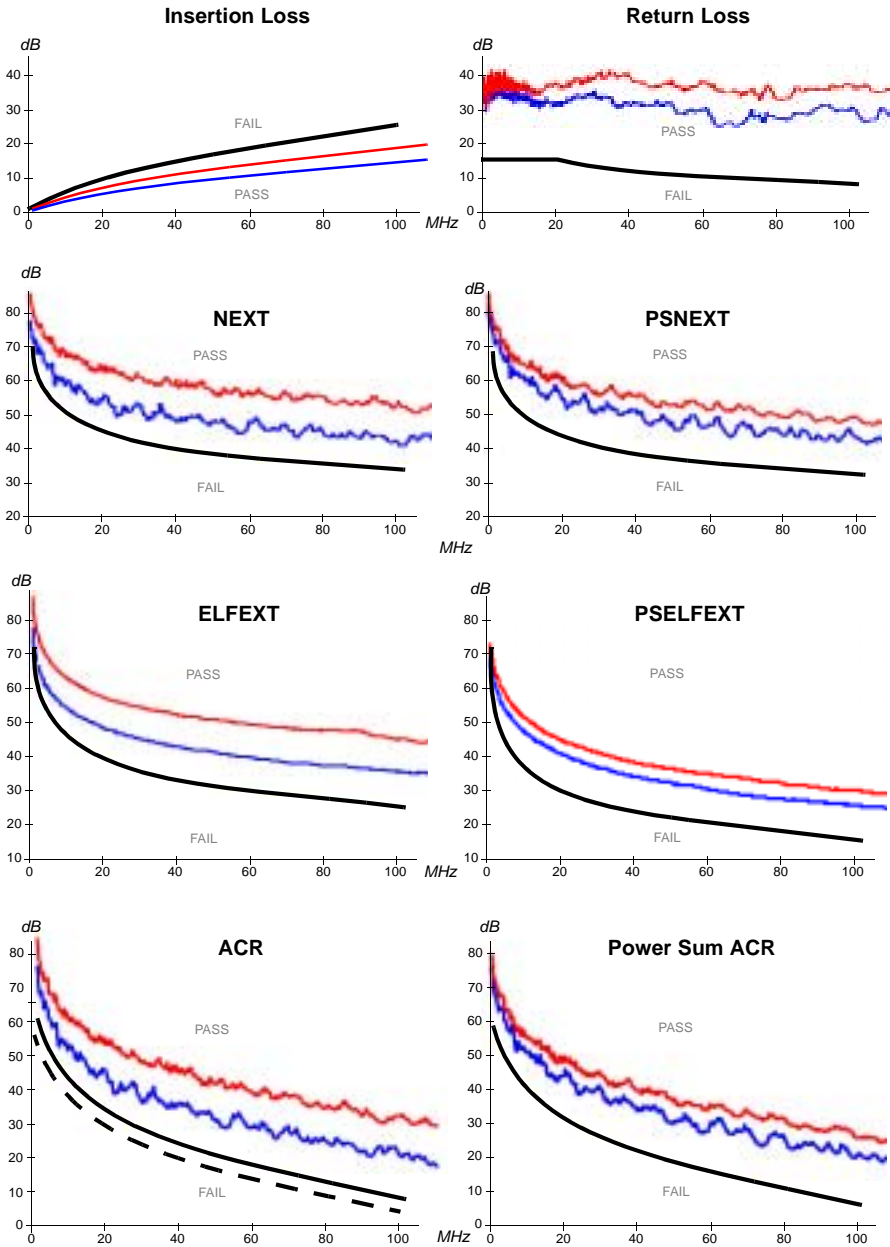 Insertion Loss
dB
40
30
20
10
0
FAIL
PASS
0 20 40 60 80 100
MHz
Return Loss
dB
40
30
20
10
0
PASS
FAIL
0 20 40 60 80 100
dB
NEXT
80
70
60
50
40
30
20
PASS
FAIL
0 20 40 60 80 100
MHz
PSNEXT
80
70
60
50
40
30
20
PASS
FAIL
0 20 40 60 80 100
dB
ELFEXT
80
70
60
50
40
30
20
10
PASS
FAIL
0 20 40 60 80 100
MHz
dB
PSELFEXT
80
70
60
50
40
30
20
10
PASS
FAIL
0 20 40 60 80 100
dB
ACR
80
70
60
50
40
30
20
10
0
PASS
FAIL
0 20 40 60 80 100
MHz
dB
Power Sum ACR
80
70
60
50
40
30
20
10
0
PASS
FAIL
0 20 40 60 80 100